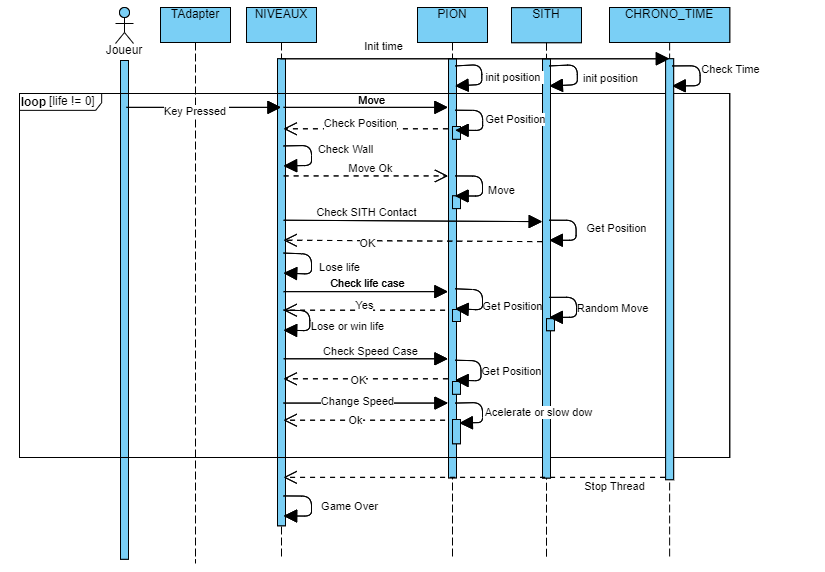 TAdapter
NIVEAUX
PION
SITH
CHRONO_TIME
Joueur
Init time
init position
init position
Check Time
loop [life != 0]
Key Pressed
Move
Get Position
Check Position
Check Wall
Move Ok
Move
Check SITH Contact
Get Position
OK
Lose life
Check life case
Yes
Get Position
Random Move
Lose or win life
Check Speed Case
Get Position
OK
Change Speed
Acelerate or slow dow
Ok
Stop Thread
Game Over